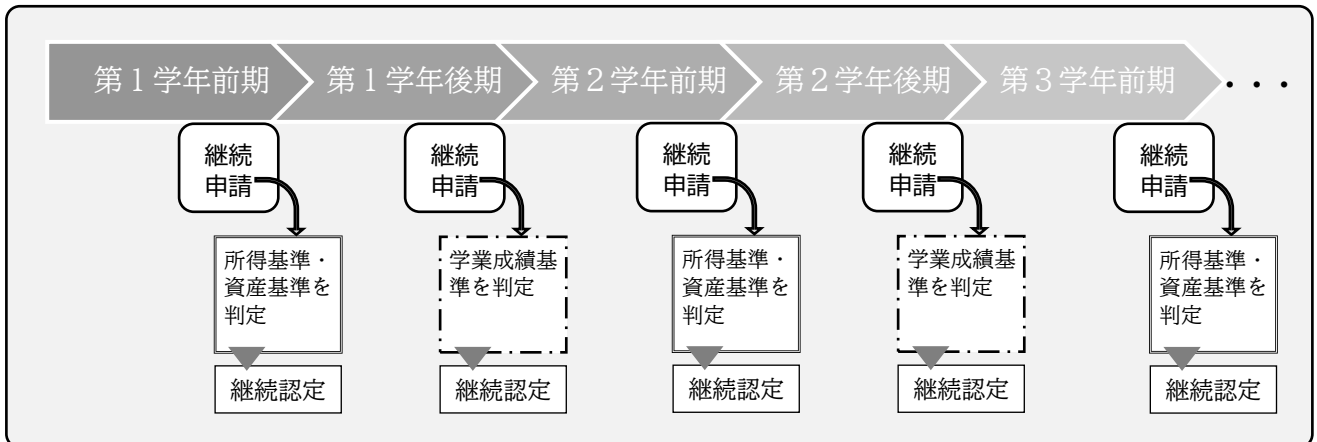 第１学年前期
第１学年後期
第２学年前期
第２学年後期
第３学年前期
・・・
継続
申請
継続
申請
継続
申請
継続
申請
継続
申請
所得基準・
資産基準を
判定
学業成績基
準を判定
所得基準・
資産基準を
判定
学業成績基
準を判定
所得基準・
資産基準を
判定
継続認定
継続認定
継続認定
継続認定
継続認定